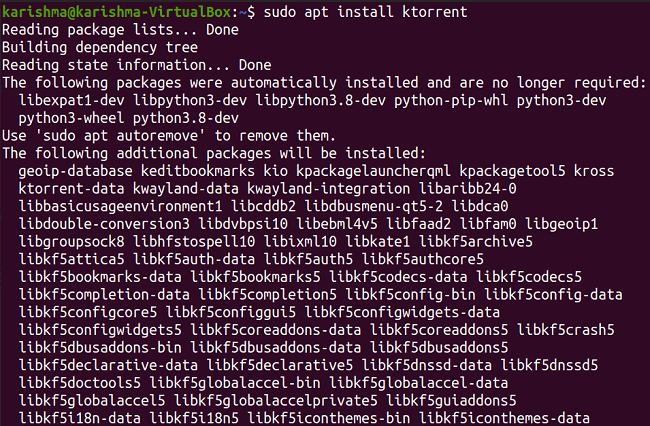 karishma@karishma-VirtualBox:~$ sudo apt install ktorrent
Reading package lists... Done
Building dependency tree
Reading state information... Done
The following packages were automatically installed and are no longer required:
  libexpat1-dev libpython3-dev libpython3.8-dev python-pip-whl python3-dev
  python3-wheel python3.8-dev
Use 'sudo apt autoremove' to remove them.
The following additional packages will be installed:
  geoip-database keditbookmarks kio kpackagelauncherqml kpackagetool5 kross
  ktorrent-data kwayland-data kwayland-integration libaribb24-0
  libbasicusageenvironment1 libcddb2 libdbusmenu-qt5-2 libdca0
  libdouble-conversion3 libdvbpsi10 libebml4v5 libfaad2 libfam0 libgeoip1
  libgroupsock8 libhfstospell10 libixml10 libkate1 libkf5archive5
  libkf5attica5 libkf5auth-data libkf5auth5 libkf5authcore5
  libkf5bookmarks-data libkf5bookmarks5 libkf5codecs-data libkf5codecs5
  libkf5completion-data libkf5completion5 libkf5config-bin libkf5config-data
  libkf5configcore5 libkf5configgui5 libkf5configwidgets-data
  libkf5configwidgets5 libkf5coreaddons-data libkf5coreaddons5 libkf5crash5
  libkf5dbusaddons-bin libkf5dbusaddons-data libkf5dbusaddons5
  libkf5declarative-data libkf5declarative5 libkf5dnssd-data libkf5dnssd5
  libkf5doctools5 libkf5globalaccel-bin libkf5globalaccel-data
  libkf5globalaccel5 libkf5globalaccelprivate5 libkf5guiaddons5
  libkf5i18n-data libkf5i18n5 libkf5iconthemes-bin libkf5iconthemes-data